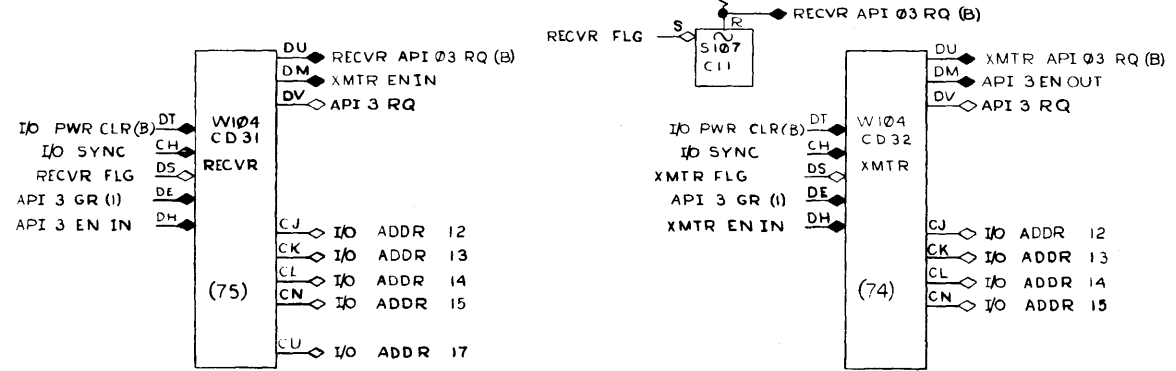 R
RECVR API Ø3 RQ (B)
RECVR FLG S
S107
C11
DU RECVR API Ø3 RQ (B)
DM XMTR EN IN
DV API 3 RQ
I/O PWR CLR(B) DT
I/O SYNC CH
RECVR FLG DS
API 3 GR (1) DE
API 3 EN IN DH
W1Ø4
CD31
RECVR
CJ I/O ADDR 12
CK I/O ADDR 13
CL I/O ADDR 14
CN I/O ADDR 15
CU I/O ADDR 17
(75)
DU XMTR API Ø3 RQ (B)
DM API 3 EN OUT
DV API 3 RQ
I/O PWR CLR(B) DT
I/O SYNC CH
XMTR FLG DS
API 3 GR (1) DE
XMTR EN IN DH
W1Ø4
CD32
XMTR
CJ I/O ADDR 12
CK I/O ADDR 13
CL I/O ADDR 14
CN I/O ADDR 15
(74)